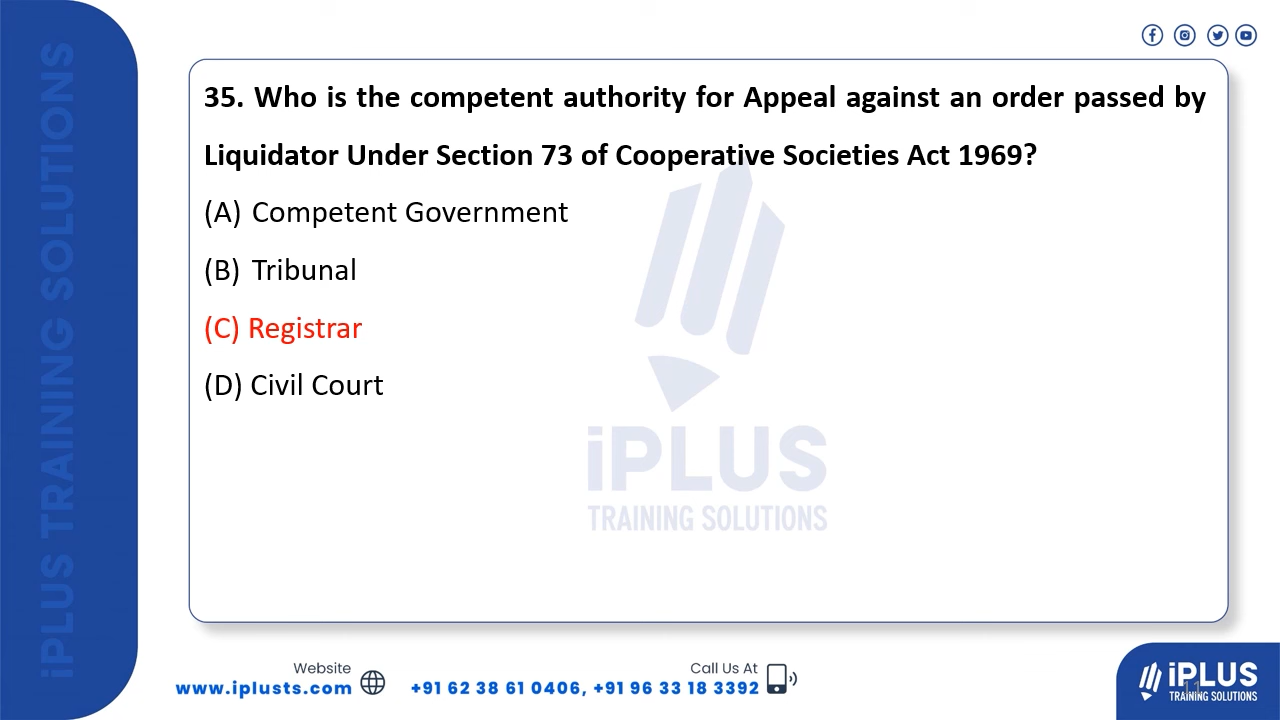 iPLUS TRAINING SOLUTIONS
35. Who is the competent authority for Appeal against an order passed by
Liquidator Under Section 73 of Cooperative Societies Act 1969?
(A) Competent Government
(B) Tribunal
(C) Registrar
(D) Civil Court
iPLUS
TRAINING SOLUTIONS
Website
www.iplusts.com
Call Us At
+91 62 38 61 0406, +91 96 33 18 3392
iPLUS
TRAINING SOLUTIONS